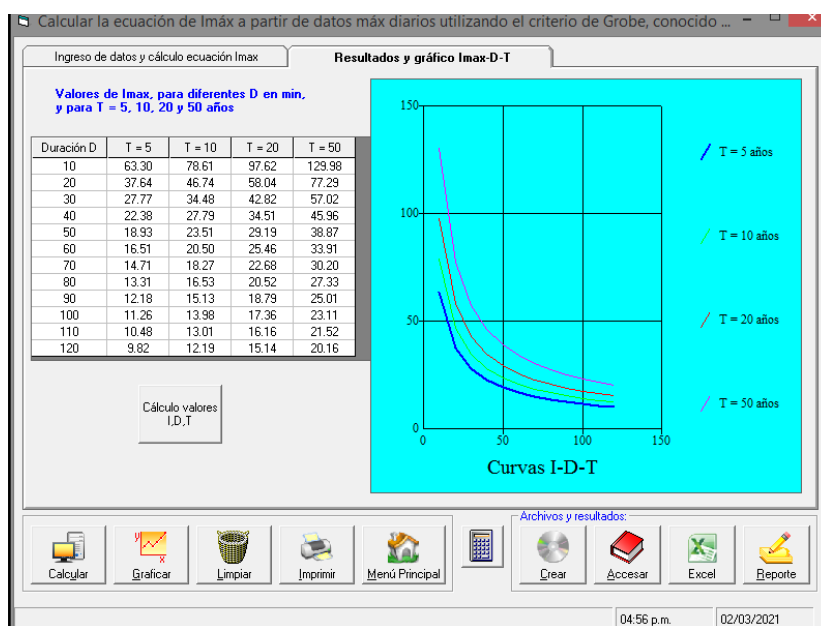 Calcular la ecuación de Imáx a partir de datos máx diarios utilizando el criterio de Grobe, conocido ...
Ingreso de datos y cálculo ecuación Imax
Resultados y gráfico Imax-D-T
Valores de Imax, para diferentes D en min,
y para T = 5, 10, 20 y 50 años
Duración D T = 5 T = 10 T = 20 T = 50
10 63.30 78.61 97.62 129.98
20 37.64 46.74 58.04 77.29
30 27.77 34.48 42.82 57.02
40 22.38 27.79 34.51 45.96
50 18.93 23.51 29.19 38.87
60 16.51 20.50 25.46 33.91
70 14.71 18.27 22.68 30.20
80 13.31 16.53 20.52 27.33
90 12.18 15.13 18.79 25.01
100 11.26 13.98 17.36 23.11
110 10.48 13.01 16.16 21.52
120 9.82 12.19 15.14 20.16
Cálculo valores
I,D,T
150
100
50
0
0 50 100 150
Curvas I-D-T
T = 5 años
T = 10 años
T = 20 años
T = 50 años
Archivos y resultados:
y
x
Calcular Graficar Limpiar Imprimir Menú Principal Crear Accesar Excel Reporte
04:56 p.m. 02/03/2021